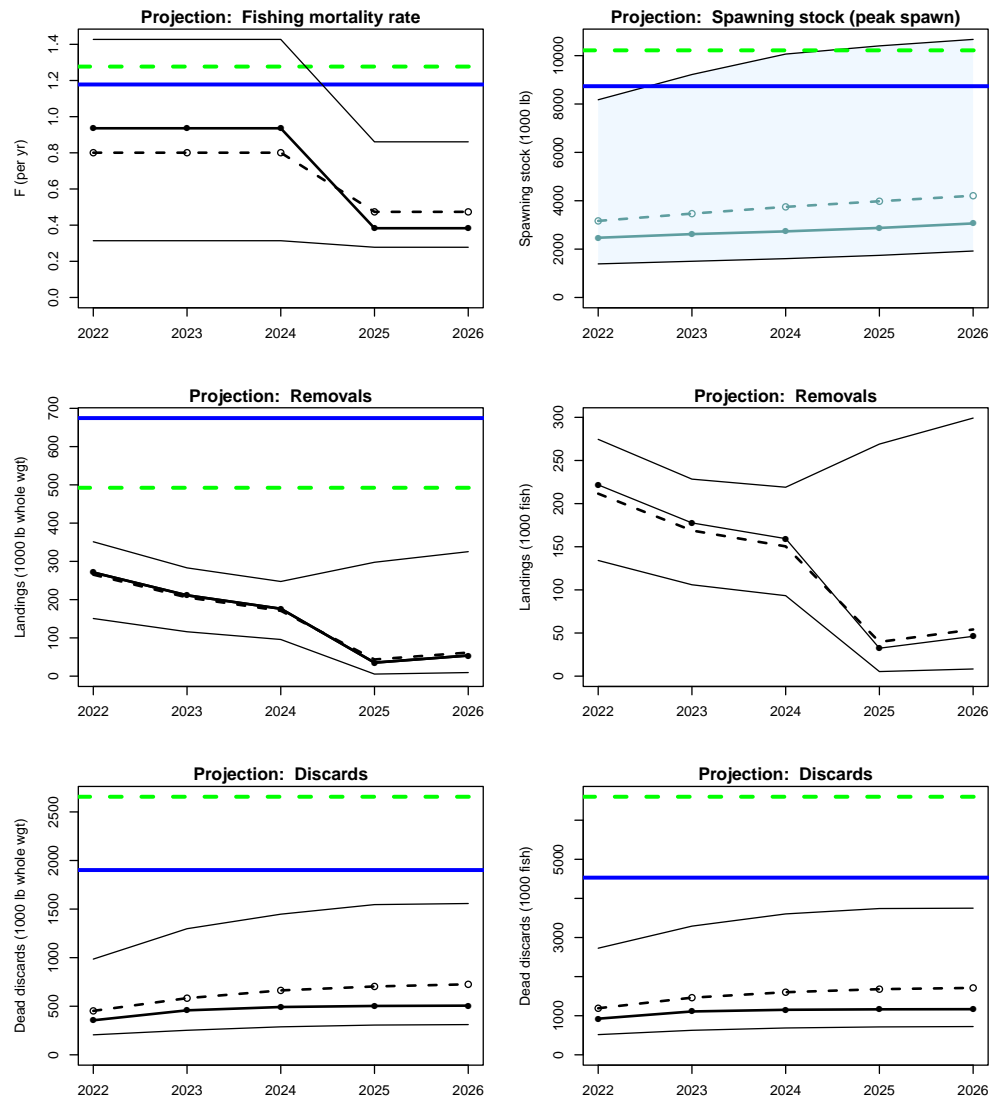 Projection: Fishing mortality rate
F (per yr)
0.0 0.2 0.4 0.6 0.8 1.0 1.2 1.4
2022 2023 2024 2025 2026
Projection: Spawning stock (peak spawn)
Spawning stock (1000 lb)
0 2000 4000 6000 8000 10000
2022 2023 2024 2025 2026
Projection: Removals
Landings (1000 lb whole wgt)
0 100 200 300 400 500 600 700
2022 2023 2024 2025 2026
Projection: Removals
Landings (1000 fish)
0 50 100 150 200 250 300
2022 2023 2024 2025 2026
Projection: Discards
Dead discards (1000 lb whole wgt)
0 500 1000 1500 2000 2500
2022 2023 2024 2025 2026
Projection: Discards
Dead discards (1000 fish)
0 1000 3000 5000
2022 2023 2024 2025 2026